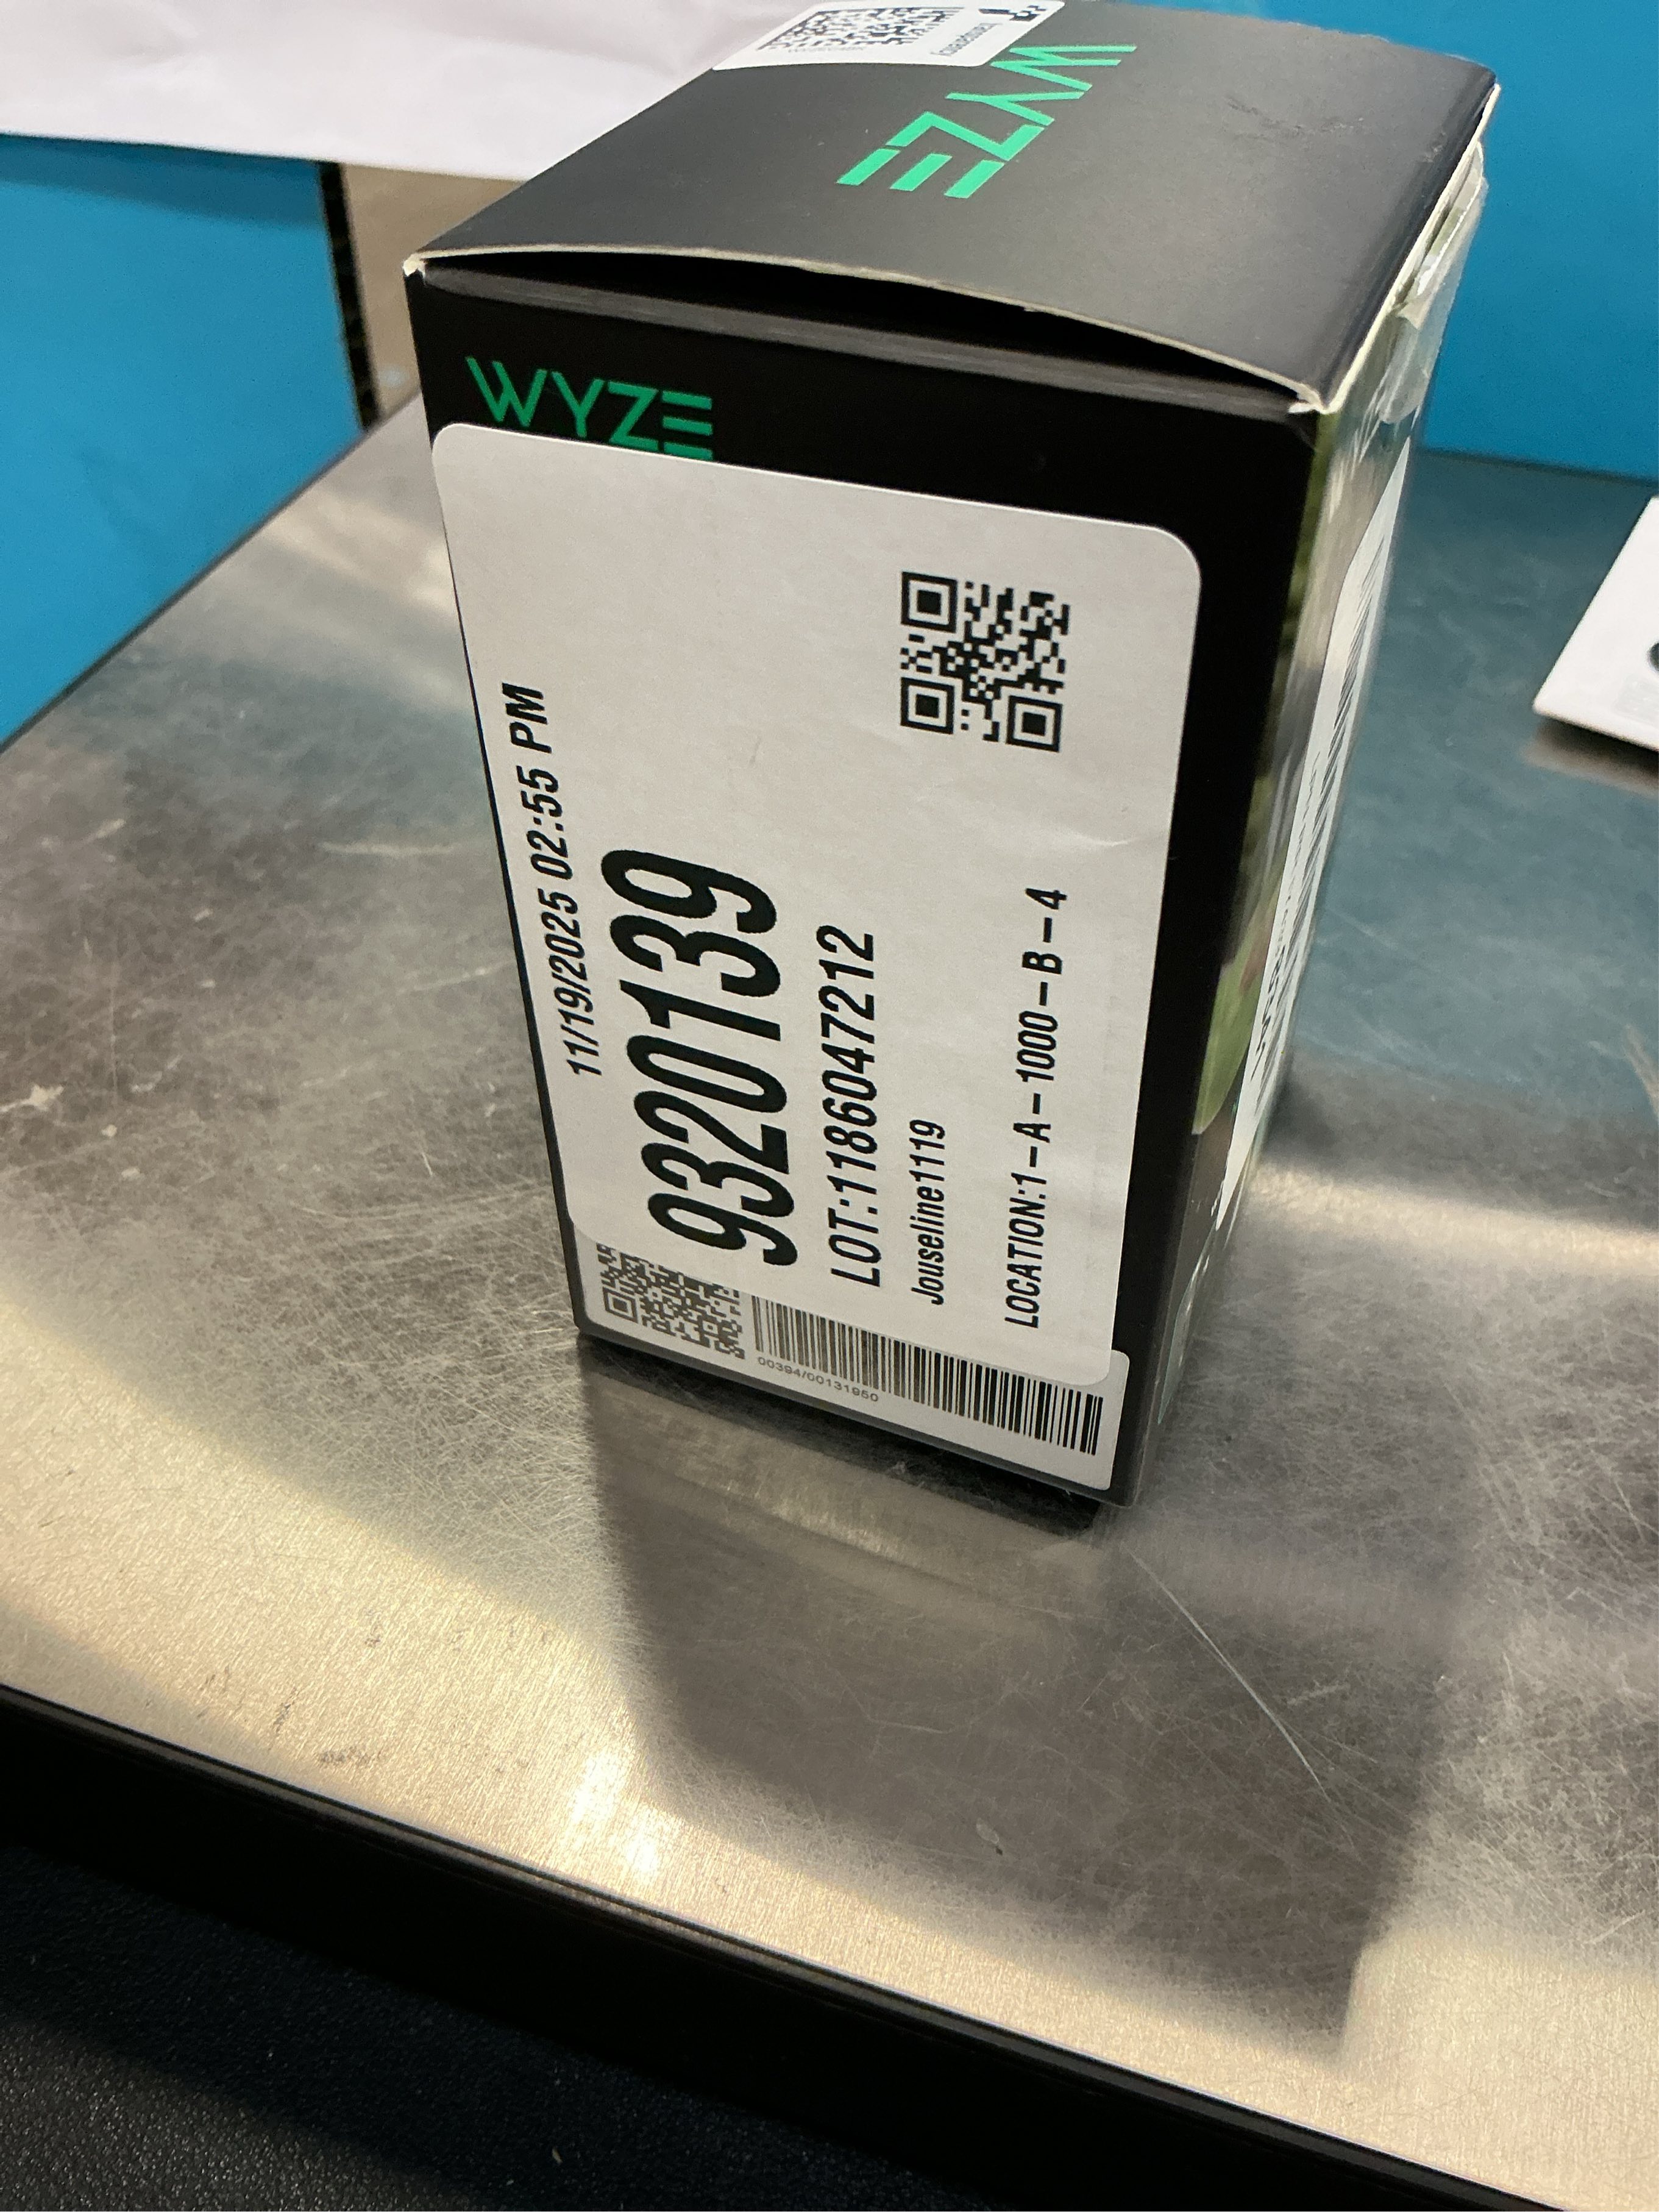 WYZE
WYZE
11/19/2025 02:55 PM
9320139
LOT:1186047212
Jouseline1119
LOCATION:1-A-1000-B-4
00394/00131950